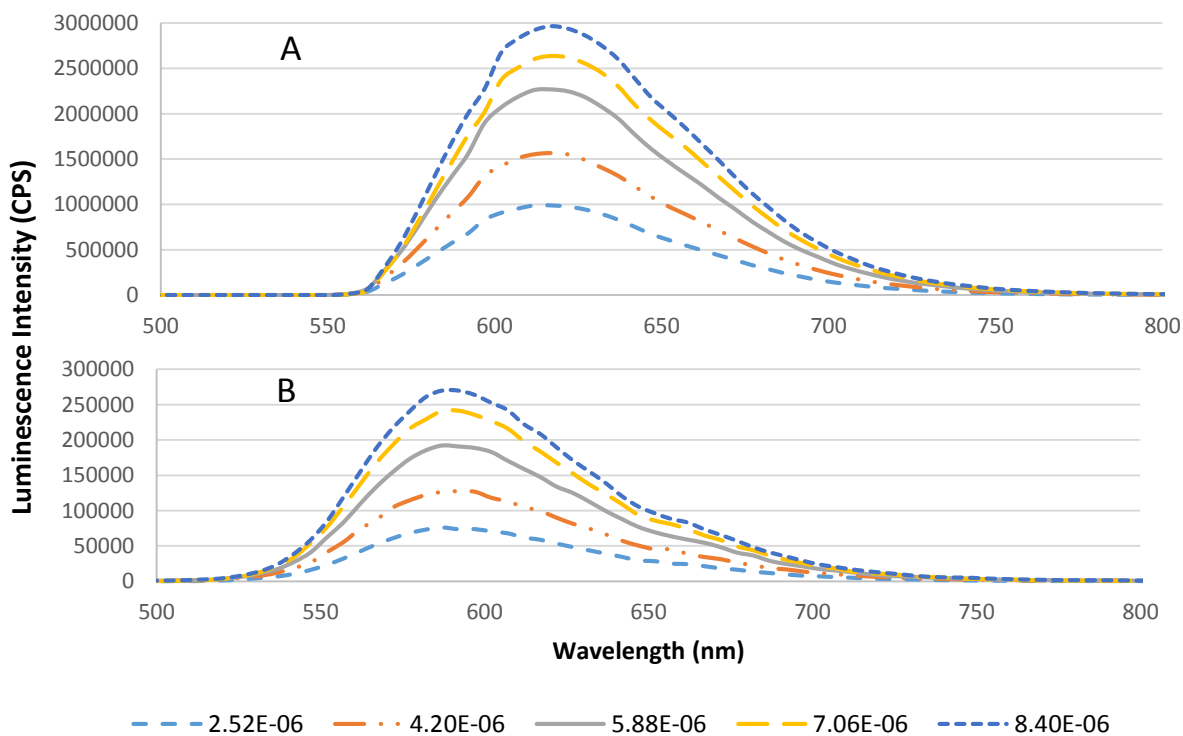 3000000
A
2500000
2000000
1500000
1000000
500000
0
500 550 600 650 700 750 800
Luminescence Intensity (CPS)
300000
B
250000
200000
150000
100000
50000
0
500 550 600 650 700 750 800
Wavelength (nm)
2.52E-06 4.20E-06 5.88E-06 7.06E-06 8.40E-06